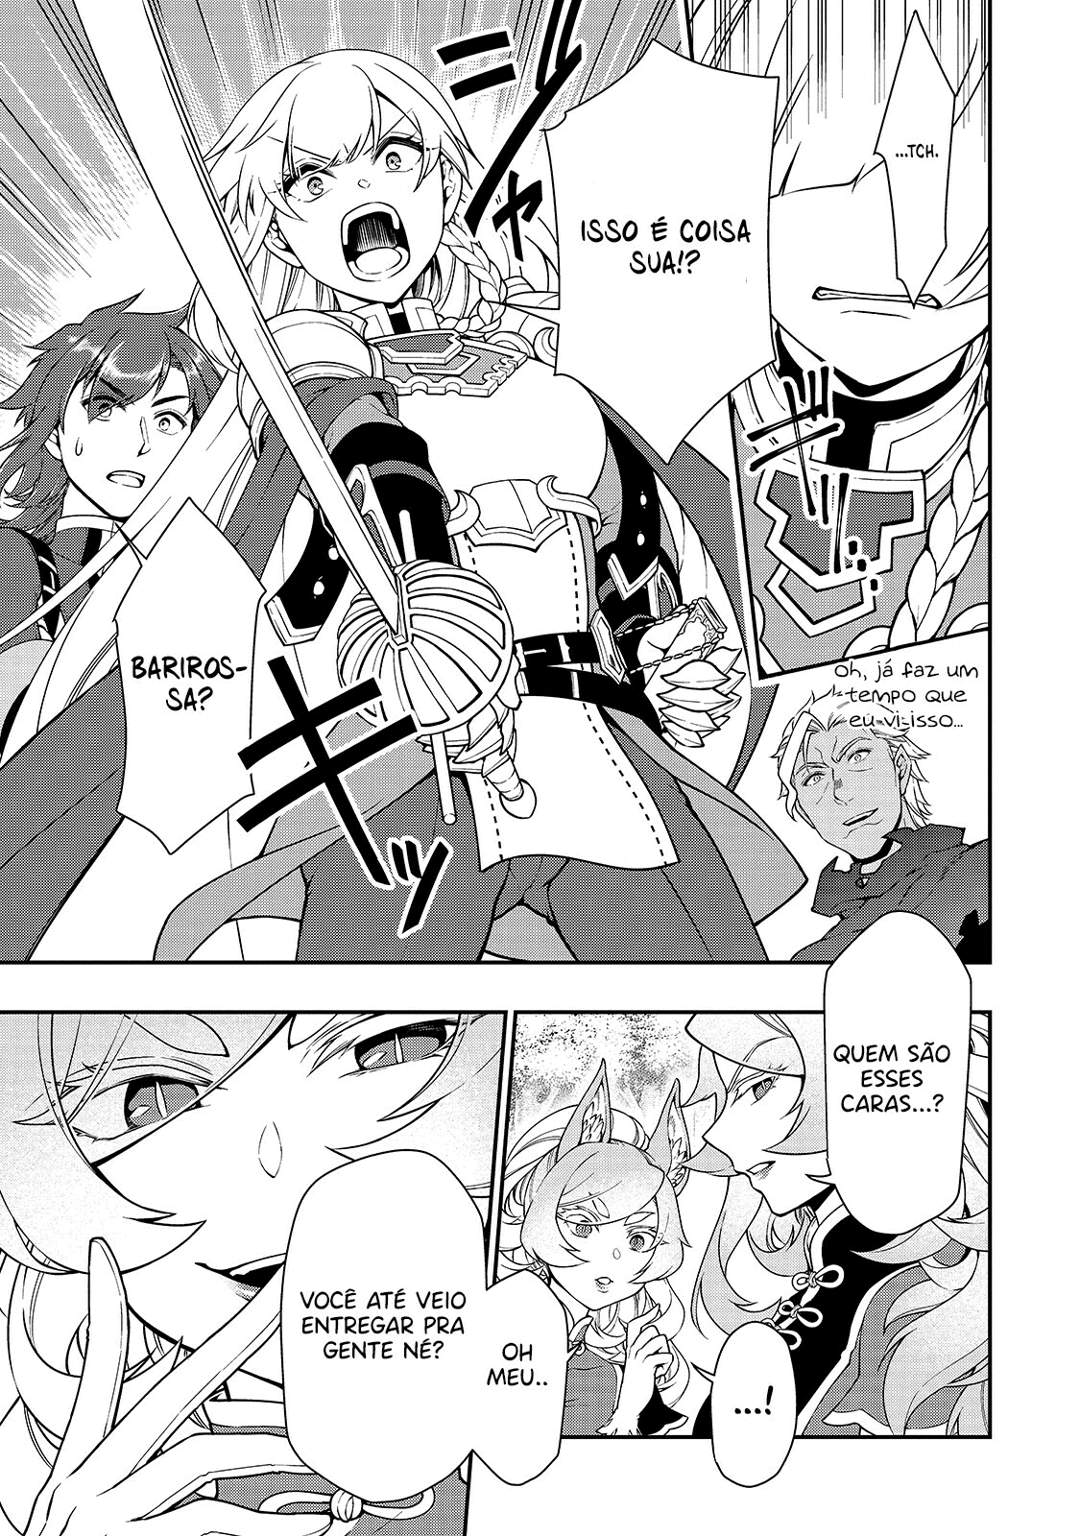 ...TCH.
ISSO É COISA
SUA!?
BARIROS-
SA?
Oh, já faz um
tempo que
eu vi isso...
QUEM SÃO
ESSES
CARAS...?
...!
OH
MEU..
VOCÊ ATÉ VEIO
ENTREGAR PRA
GENTE NÉ?